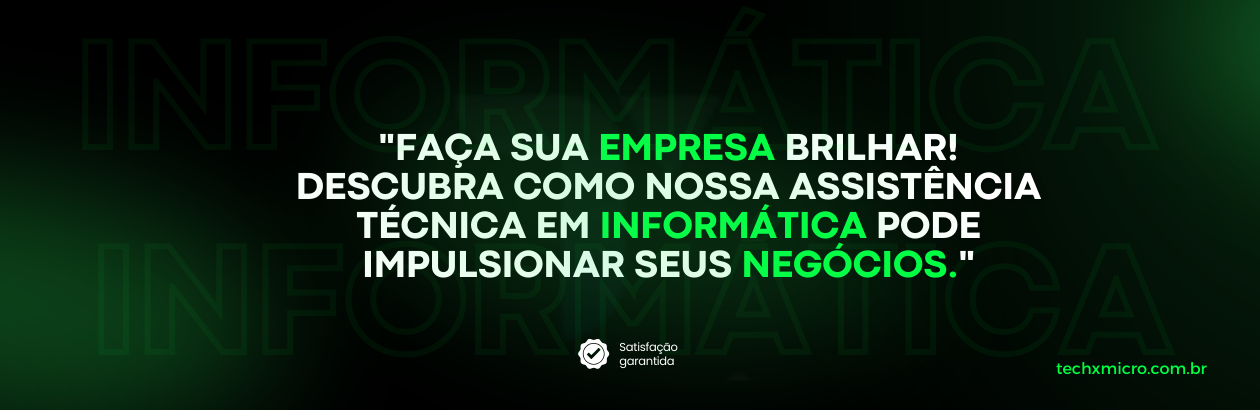 INFORMÁTICA
"FAÇA SUA EMPRESA BRILHAR!
DESCUBRA COMO NOSSA ASSISTÊNCIA
TÉCNICA EM INFORMÁTICA PODE
IMPULSIONAR SEUS NEGÓCIOS."
INFORMÁTICA
Satisfação
garantida
techxmicro.com.br